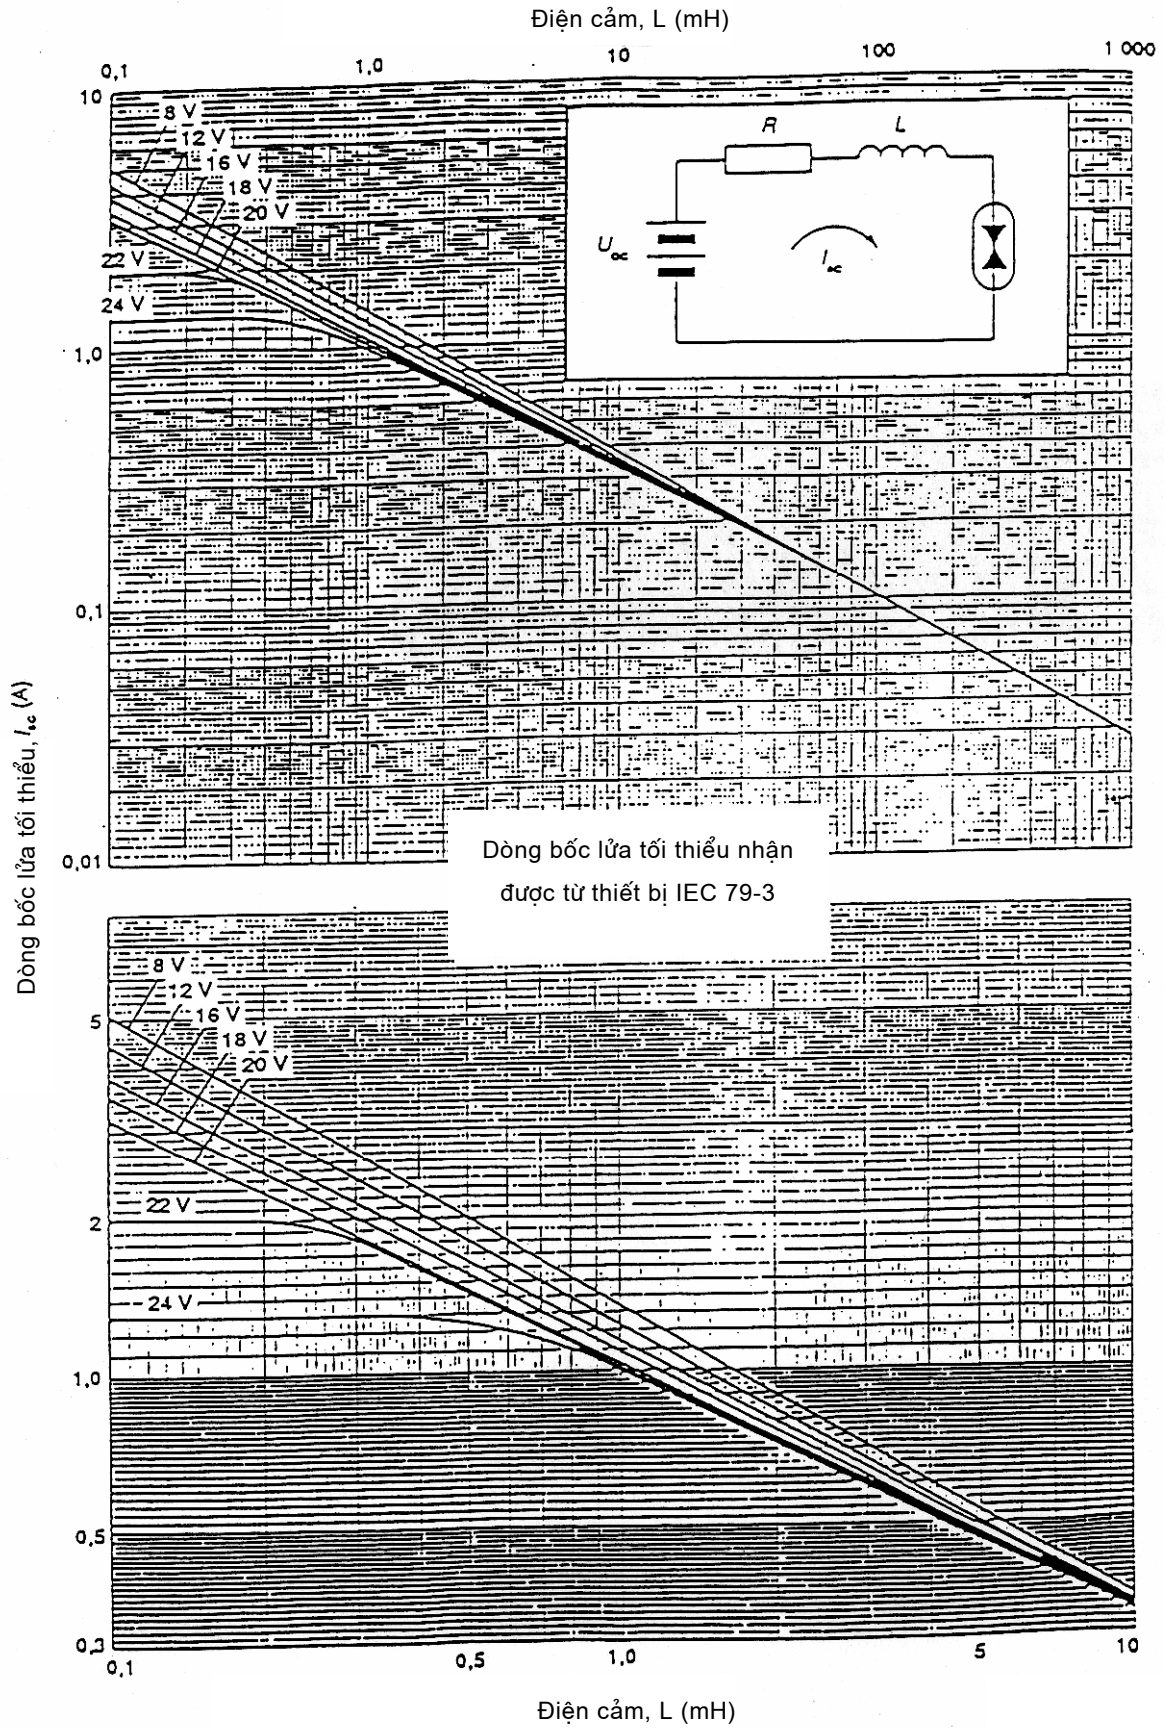 Điện cảm, L (mH)
0,1
1,0
10
100
1 000
10
8 V
12 V
16 V
18 V
20 V
22 V
24 V
1,0
0,1
0,01
R
L
U oc
I sc
Dòng bốc lửa tối thiểu, I sc (A)
Dòng bốc lửa tối thiểu nhận
được từ thiết bị IEC 79-3
8 V
12 V
16 V
18 V
20 V
22 V
24 V
5
2
1,0
0,5
0,3
0,1
0,5
1,0
5
10
Điện cảm, L (mH)